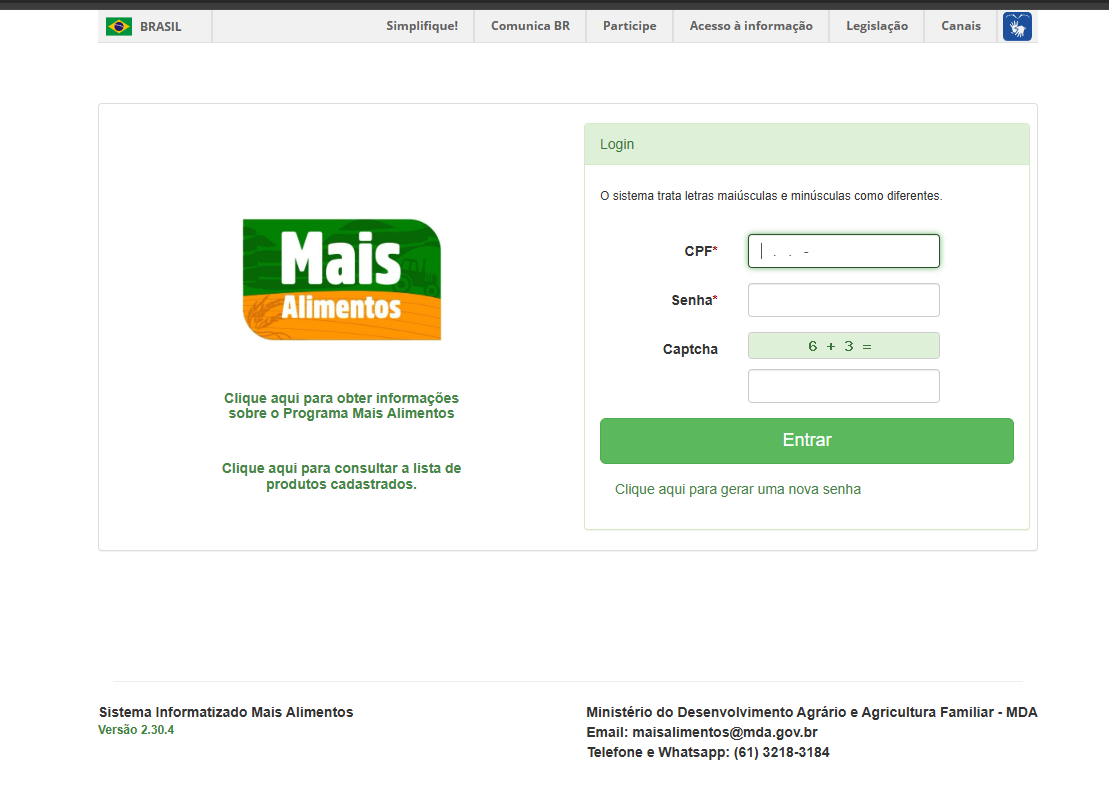 BRASIL
Simplifique!
Comunica BR
Participe
Acesso à informação
Legislação
Canais
Mais
Alimentos
Clique aqui para obter informações
sobre o Programa Mais Alimentos
Clique aqui para consultar a lista de
produtos cadastrados.
Login
O sistema trata letras maiúsculas e minúsculas como diferentes.
CPF*
. . -
Senha*
Captcha
6 + 3 =
Entrar
Clique aqui para gerar uma nova senha
Sistema Informatizado Mais Alimentos
Versão 2.30.4
Ministério do Desenvolvimento Agrário e Agricultura Familiar - MDA
Email: maisalimentos@mda.gov.br
Telefone e Whatsapp: (61) 3218-3184